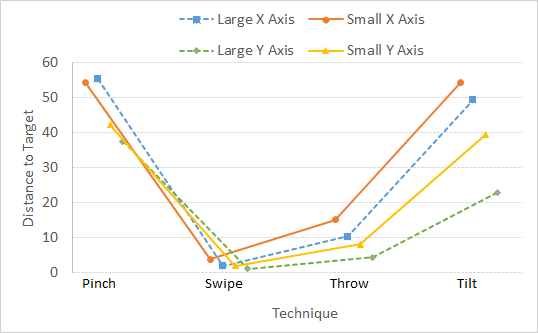 Large X Axis Small X Axis
Large Y Axis Small Y Axis
60
50
40
30
20
10
0
Distance to Target
Pinch Swipe Throw Tilt
Technique